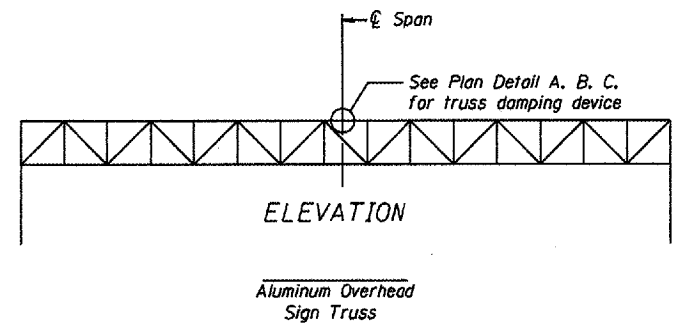 ℄ Span
See Plan Detail A. B. C.
for truss damping device
ELEVATION
Aluminum Overhead
Sign Truss